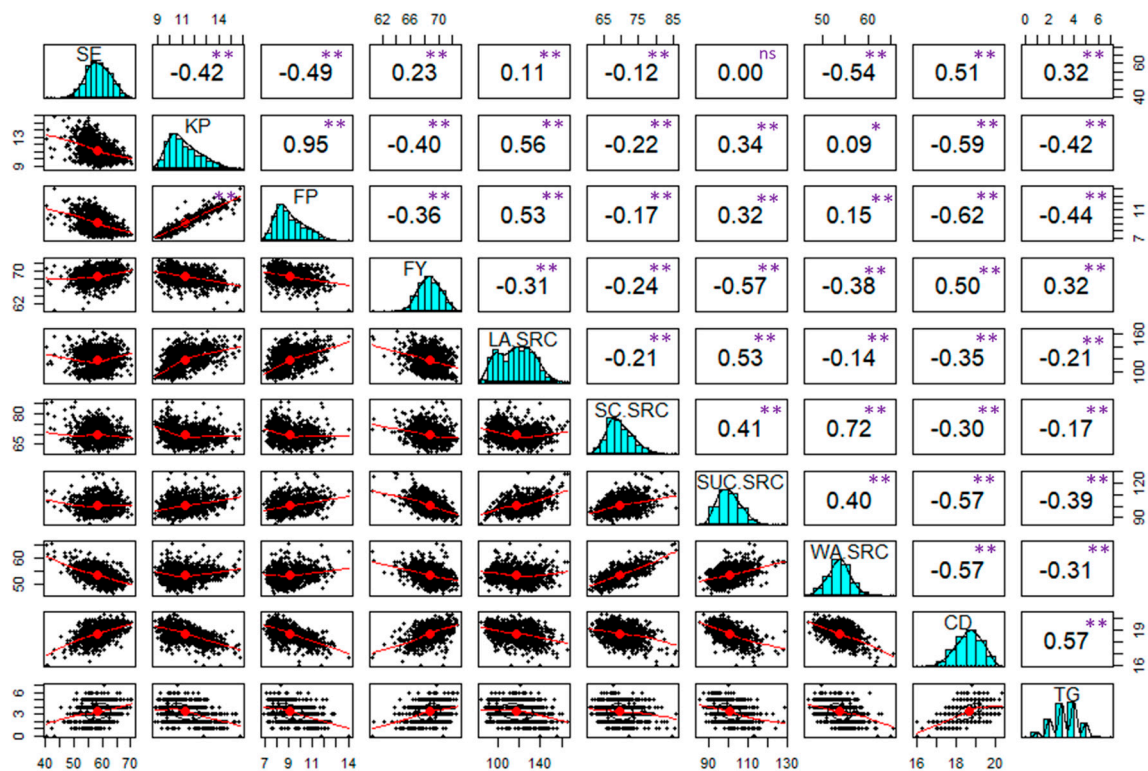 9 11 14 62 66 70 65 75 85 50 60 0 2 4 6
** ** ** ** ** ns ** ** **
SE -0.42 -0.49 0.23 0.11 -0.12 0.00 -0.54 0.51 0.32 40 60
** ** ** ** ** * ** **
9 13 KP 0.95 -0.40 0.56 -0.22 0.34 0.09 -0.59 -0.42
** ** ** ** ** ** ** **
FP -0.36 0.53 -0.17 0.32 0.15 -0.62 -0.44 7 11
** ** ** ** ** **
62 70 FY -0.31 -0.24 -0.57 -0.38 0.50 0.32
** ** ** ** **
LA.SRC -0.21 0.53 -0.14 -0.35 -0.21 100 160
** ** ** **
65 80 SC.SRC 0.41 0.72 -0.30 -0.17
** ** **
SUC.SRC 0.40 -0.57 -0.39 90 120
** **
50 60 WA.SRC -0.57 -0.31
**
CD 0.57 16 19
0 3 6 TG
40 50 60 70 7 9 11 14 100 140 90 110 130 16 18 20